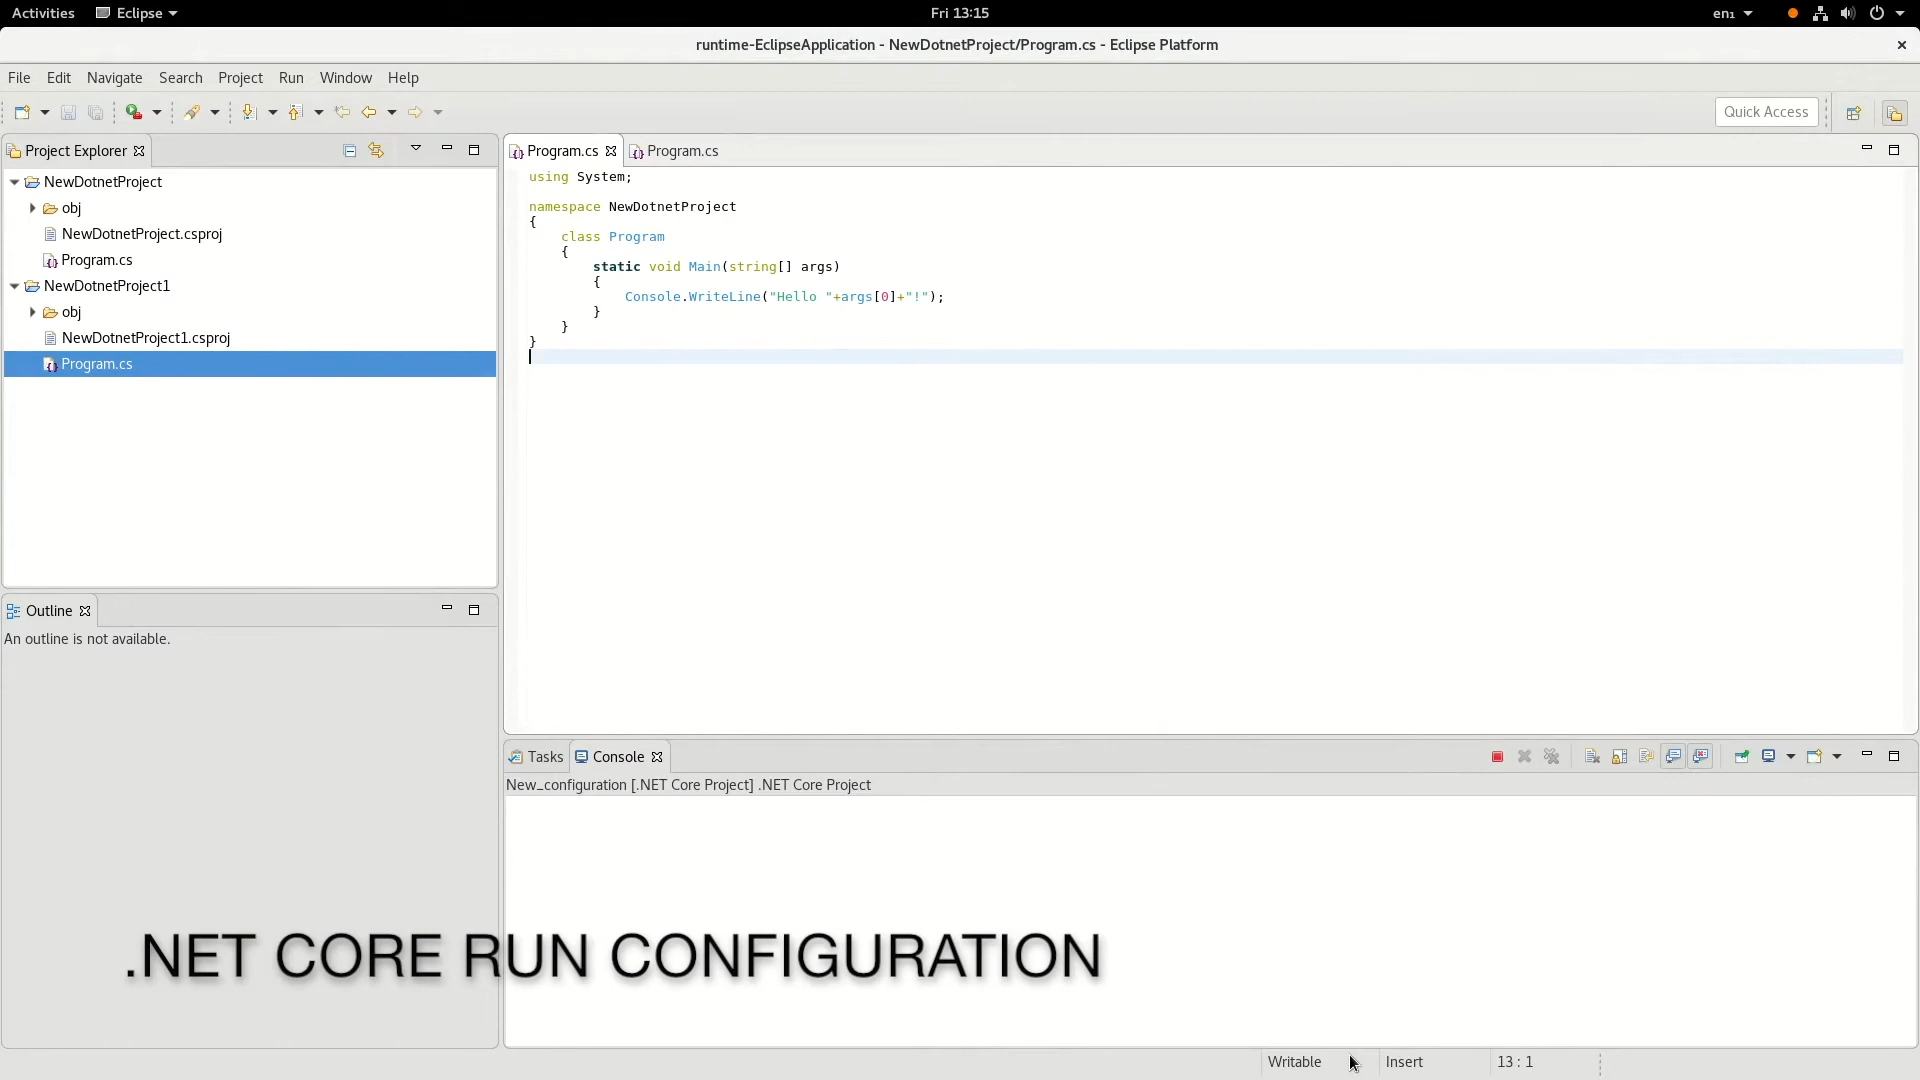 Activities Eclipse Fri 13:15 en₁
runtime-EclipseApplication - NewDotnetProject/Program.cs - Eclipse Platform
File Edit Navigate Search Project Run Window Help
Quick Access
Project Explorer
NewDotnetProject
obj
NewDotnetProject.csproj
Program.cs
NewDotnetProject1
obj
NewDotnetProject1.csproj
Program.cs
Outline
An outline is not available.
Program.cs Program.cs
using System;
namespace NewDotnetProject
{
class Program
{
static void Main(string[] args)
{
Console.WriteLine("Hello "+args[0]+"!");
}
}
}
Tasks Console
New_configuration [.NET Core Project] .NET Core Project
.NET CORE RUN CONFIGURATION
Writable Insert 13 : 1